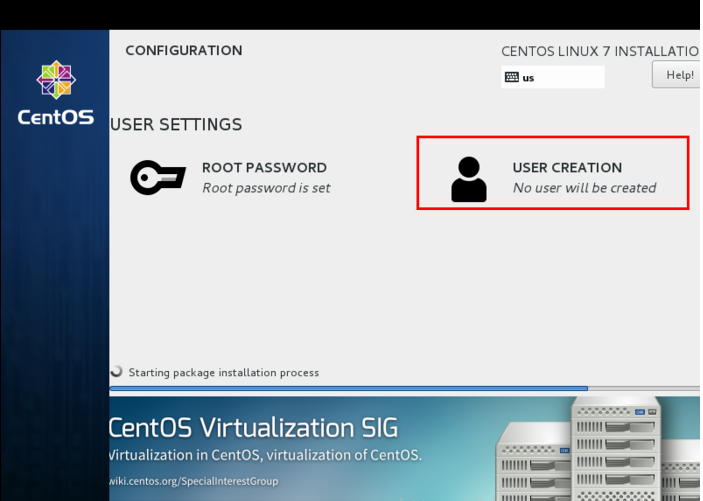 CONFIGURATION
CENTOS LINUX 7 INSTALLATIO
us
Help!
CentOS
USER SETTINGS
ROOT PASSWORD
Root password is set
USER CREATION
No user will be created
Starting package installation process
CentOS Virtualization SIG
Virtualization in CentOS, virtualization of CentOS.
wiki.centos.org/SpecialInterestGroup